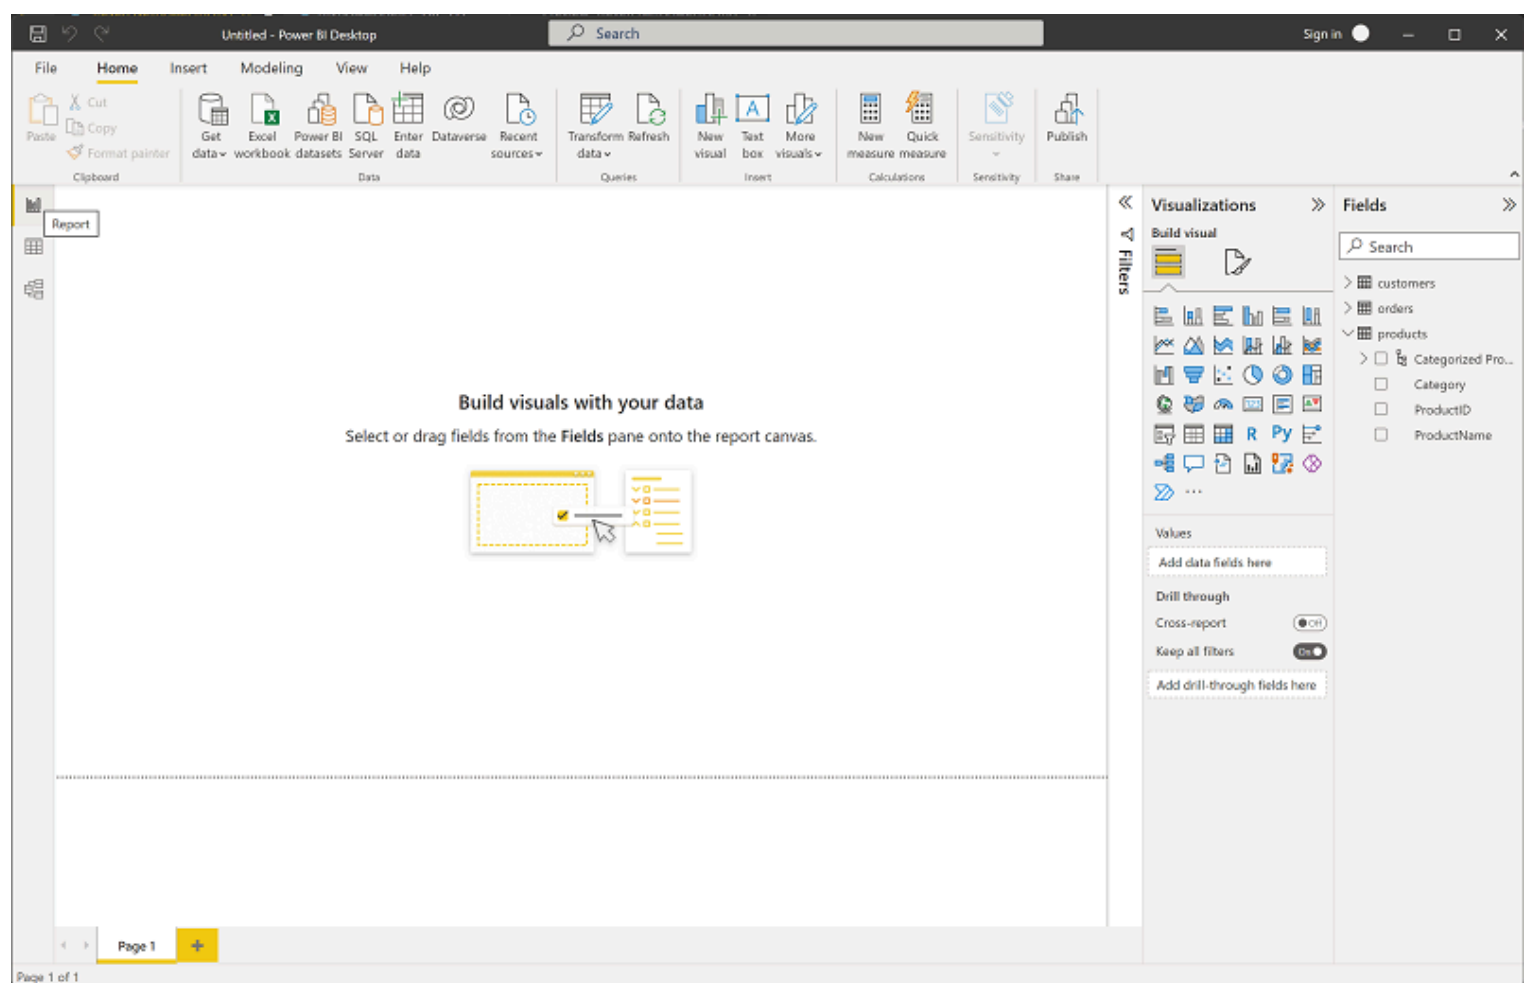 Untitled - Power BI Desktop
Search
Sign in
File Home Insert Modeling View Help
Paste
Cut
Copy
Format painter
Clipboard
Get data
Excel workbook
Power BI datasets
SQL Server
Enter data
Dataverse
Recent sources
Data
Transform data
Refresh
Queries
New visual
Text box
More visuals
Insert
New measure
Quick measure
Calculations
Sensitivity
Sensitivity
Publish
Share
Report
Build visuals with your data
Select or drag fields from the Fields pane onto the report canvas.
Filters
Visualizations
Build visual
R
Py
...
Values
Add data fields here
Drill through
Cross-report
Off
Keep all filters
On
Add drill-through fields here
Fields
Search
customers
orders
products
Categorized Pro...
Category
ProductID
ProductName
Page 1
Page 1 of 1